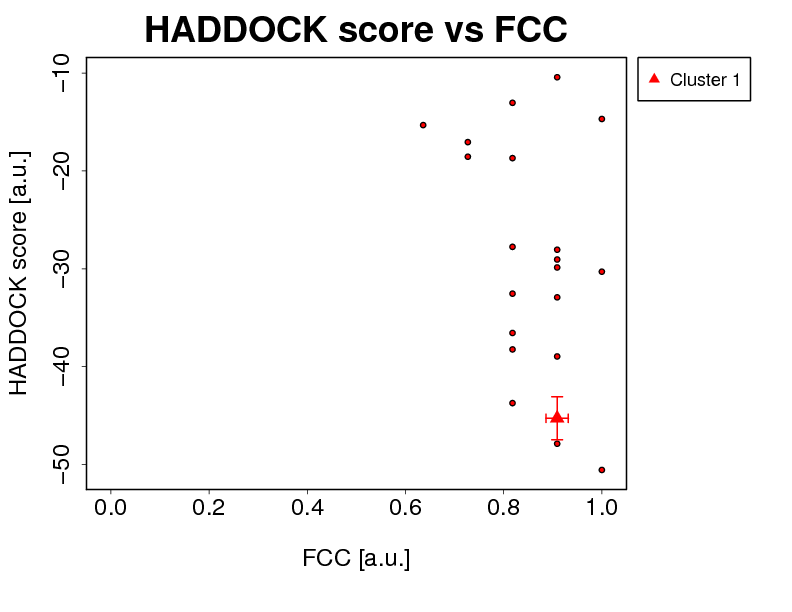 HADDOCK score vs FCC
Cluster 1
HADDOCK score [a.u.]
−10
−20
−30
−40
−50
0.0 0.2 0.4 0.6 0.8 1.0
FCC [a.u.]